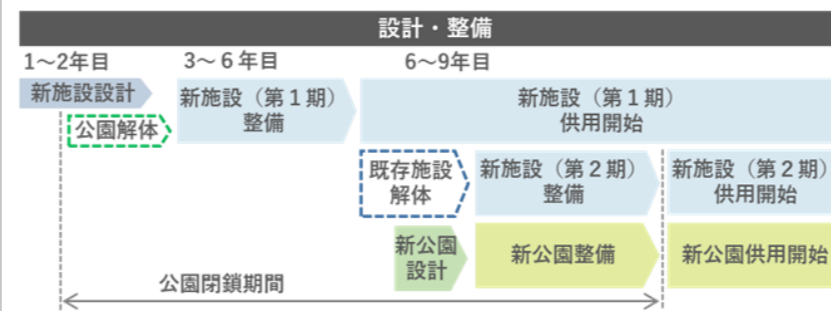 設計・整備
1～2年目
3～６年目
6～9年目
新施設設計
公園解体
新施設（第１期）
整備
新施設（第１期）
供用開始
既存施設
解体
新施設（第２期）
整備
新施設（第２期）
供用開始
新公園
設計
新公園整備
新公園供用開始
公園閉鎖期間